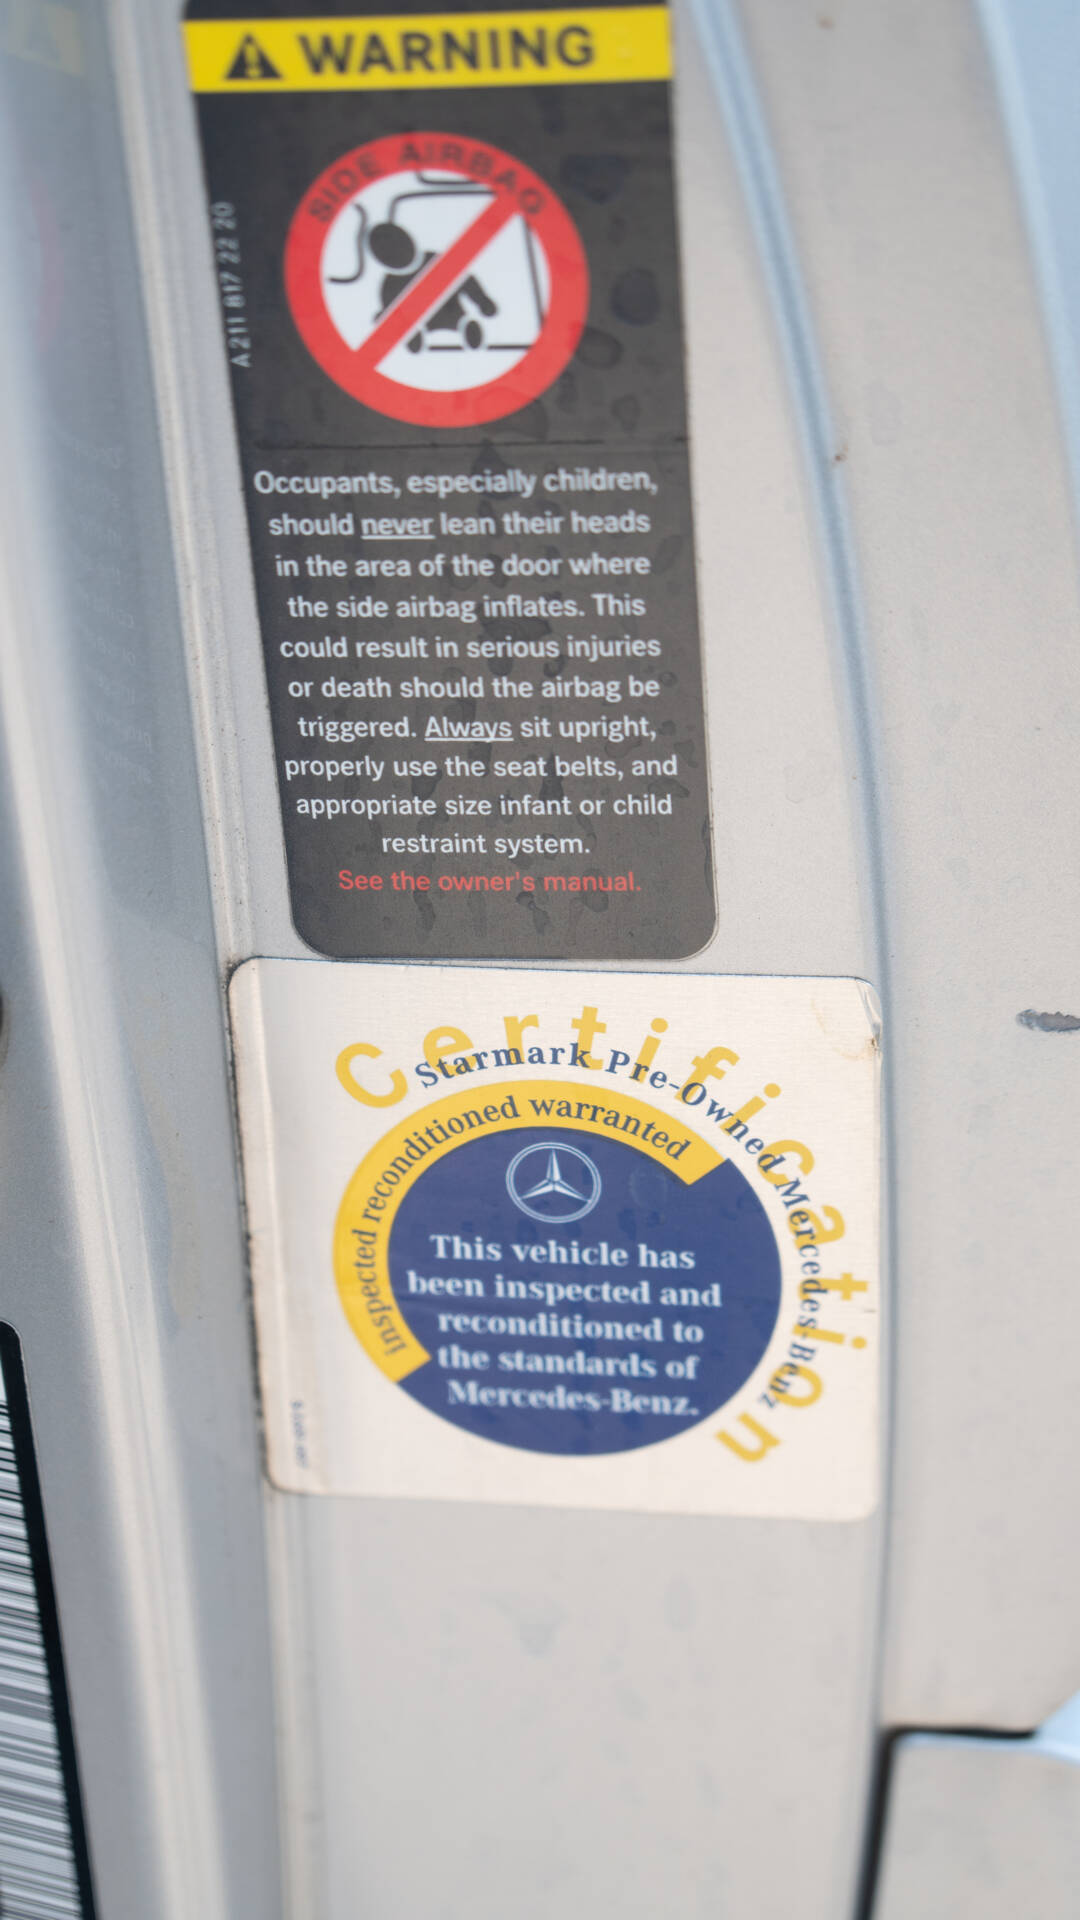 WARNING
SIDE AIRBAG
A 211 817 22 20
Occupants, especially children,
should never lean their heads
in the area of the door where
the side airbag inflates. This
could result in serious injuries
or death should the airbag be
triggered. Always sit upright,
properly use the seat belts, and
appropriate size infant or child
restraint system.
See the owner's manual.
Certification
Starmark Pre-Owned Mercedes-Benz
inspected reconditioned warranted
This vehicle has
been inspected and
reconditioned to
the standards of
Mercedes-Benz.